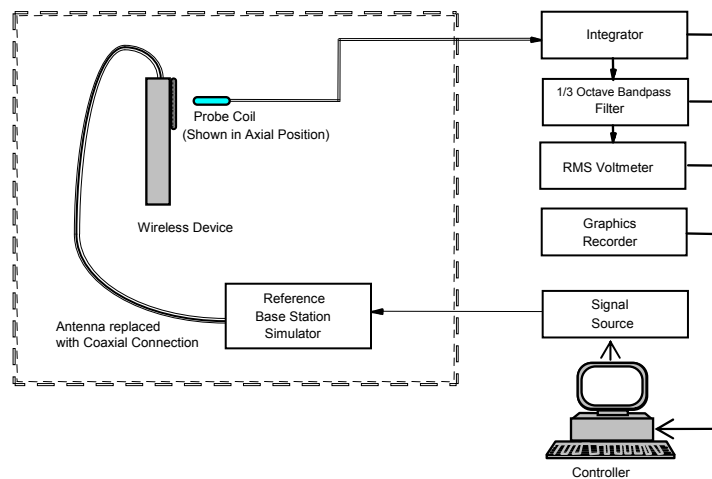 Integrator
1/3 Octave Bandpass
Filter
RMS Voltmeter
Graphics
Recorder
Probe Coil
(Shown in Axial Position)
Wireless Device
Reference
Base Station
Simulator
Antenna replaced
with Coaxial Connection
Signal
Source
Controller